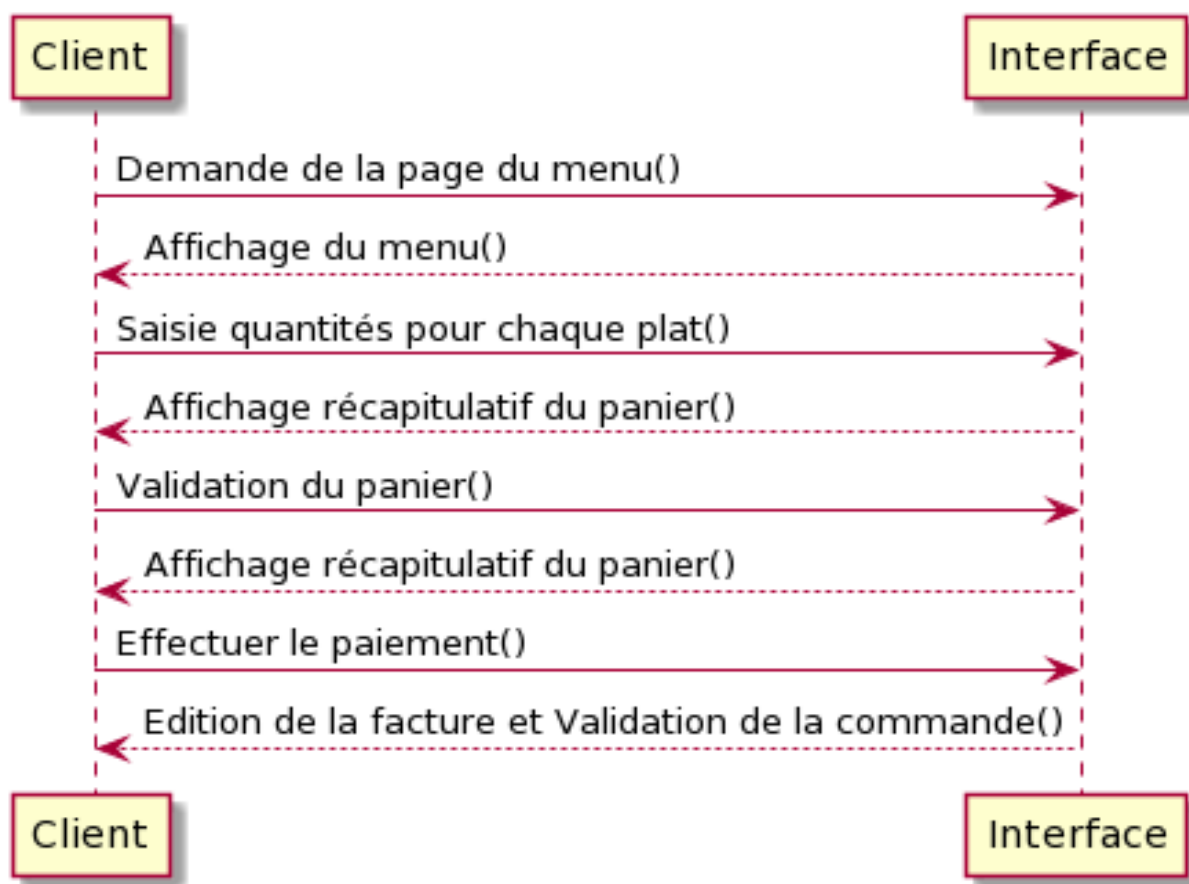 Client
Interface
Demande de la page du menu()
Affichage du menu()
Saisie quantités pour chaque plat()
Affichage récapitulatif du panier()
Validation du panier()
Affichage récapitulatif du panier()
Effectuer le paiement()
Edition de la facture et Validation de la commande()
Client
Interface